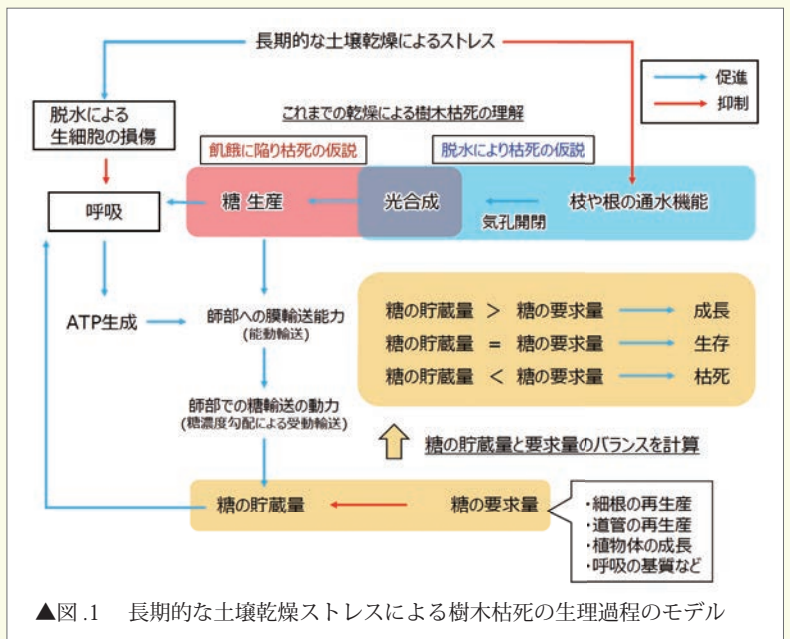 長期的な土壌乾燥によるストレス
促進
抑制
脱水による
生細胞の損傷
これまでの乾燥による樹木枯死の理解
飢餓に陥り枯死の仮説
脱水により枯死の仮説
呼吸
糖 生産
光合成
気孔開閉
枝や根の通水機能
ATP生成
師部への膜輸送能力
(能動輸送)
糖の貯蔵量 > 糖の要求量
成長
糖の貯蔵量 = 糖の要求量
生存
糖の貯蔵量 < 糖の要求量
枯死
師部での糖輸送の動力
(糖濃度勾配による受動輸送)
糖の貯蔵量と要求量のバランスを計算
糖の貯蔵量
糖の要求量
・細根の再生産
・道管の再生産
・植物体の成長
・呼吸の基質など
▲図.1 長期的な土壌乾燥ストレスによる樹木枯死の生理過程のモデル